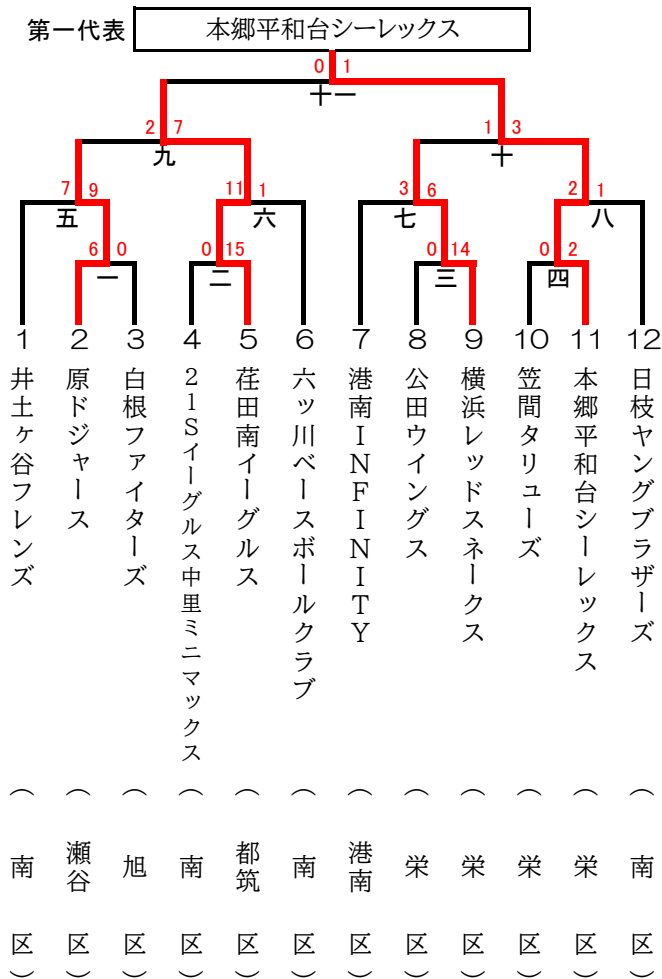 第一代表 本郷平和台シーレックス
0 1
十一
2 7
九
1 3
十
7 9
五
11 1
六
3 6
七
2 1
八
6 0
一
0 15
二
0 14
三
0 2
四
1 井土ヶ谷フレンズ （南区）
2 原ドジャース （瀬谷区）
3 白根ファイターズ （旭区）
4 21Sイーグルス中里ミニマックス （南区）
5 荏田南イーグルス （都筑区）
6 六ッ川ベースボールクラブ （南区）
7 港南INFINITY （港南区）
8 公田ウイングス （栄区）
9 横浜レッドスネークス （栄区）
10 笠間タリューズ （栄区）
11 本郷平和台シーレックス （栄区）
12 日枝ヤングブラザーズ （南区）